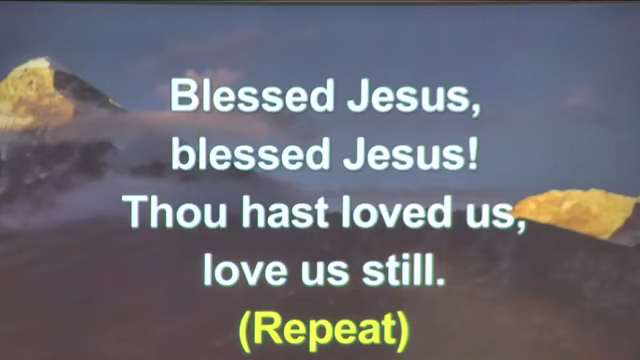 Blessed Jesus,
blessed Jesus!
Thou hast loved us,
love us still.
(Repeat)